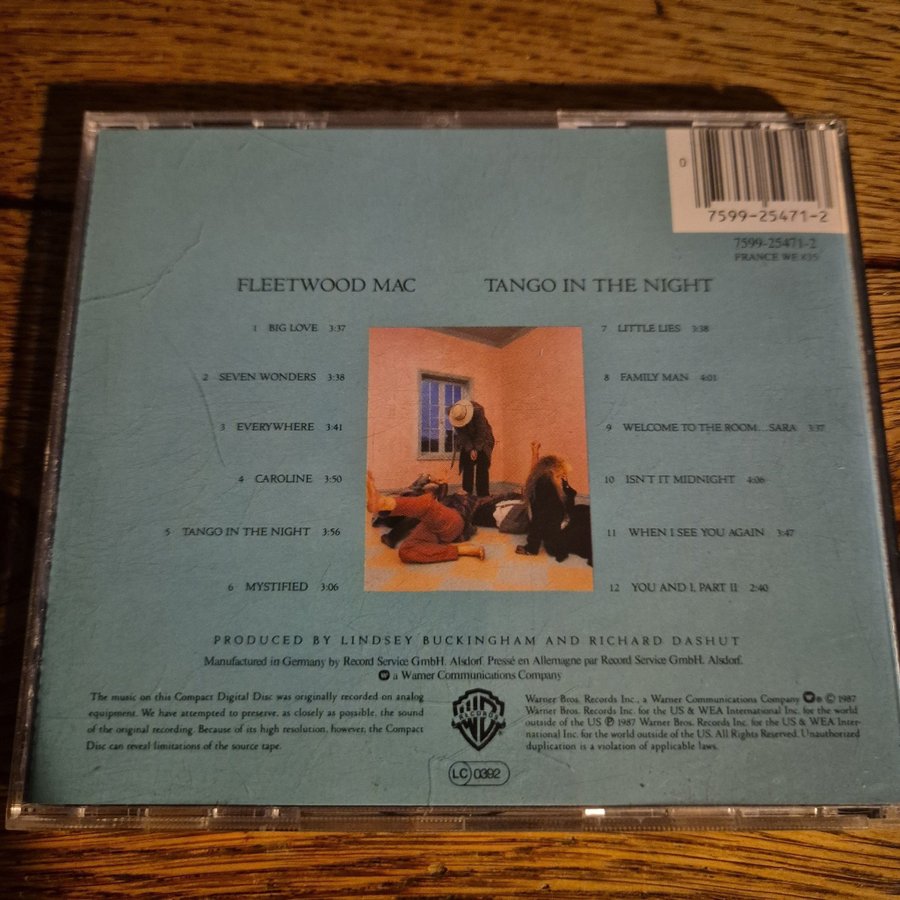 0
7599-25471-2
7599-25471-2
FRANCE WE 835
FLEETWOOD MAC
TANGO IN THE NIGHT
1 BIG LOVE 3:37
2 SEVEN WONDERS 3:38
3 EVERYWHERE 3:41
4 CAROLINE 3:50
5 TANGO IN THE NIGHT 3:56
6 MYSTIFIED 3:06
7 LITTLE LIES 3:38
8 FAMILY MAN 4:01
9 WELCOME TO THE ROOM...SARA 3:37
10 ISN'T IT MIDNIGHT 4:06
11 WHEN I SEE YOU AGAIN 3:47
12 YOU AND I, PART II 2:40
PRODUCED BY LINDSEY BUCKINGHAM AND RICHARD DASHUT
Manufactured in Germany by Record Service GmbH. Alsdorf. Pressé en Allemagne par Record Service GmbH. Alsdorf.
a Warner Communications Company
The music on this Compact Digital Disc was originally recorded on analog
equipment. We have attempted to preserve, as closely as possible, the sound
of the original recording. Because of its high resolution, however, the Compact
Disc can reveal limitations of the source tape.
RECORDS
LC 0392
Warner Bros. Records Inc., a Warner Communications Company ® © 1987
Warner Bros. Records Inc. for the US & WEA International Inc. for the world
outside of the US ℗ 1987 Warner Bros. Records Inc. for the US & WEA Inter-
national Inc. for the world outside of the US. All Rights Reserved. Unauthorized
duplication is a violation of applicable laws.